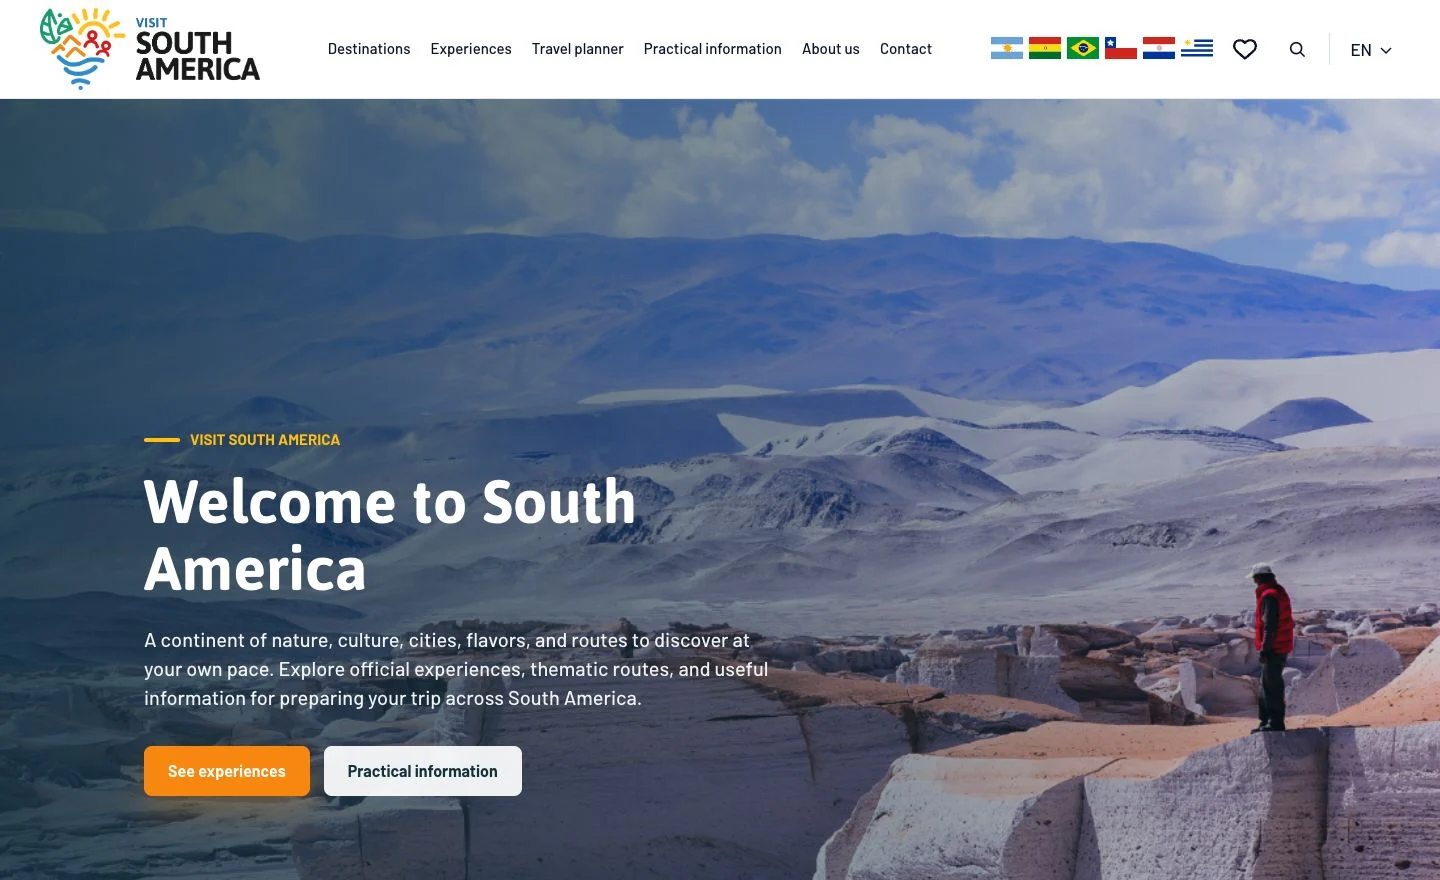 VISIT
SOUTH
AMERICA
Destinations
Experiences
Travel planner
Practical information
About us
Contact
EN
VISIT SOUTH AMERICA
Welcome to South
America
A continent of nature, culture, cities, flavors, and routes to discover at
your own pace. Explore official experiences, thematic routes, and useful
information for preparing your trip across South America.
See experiences
Practical information